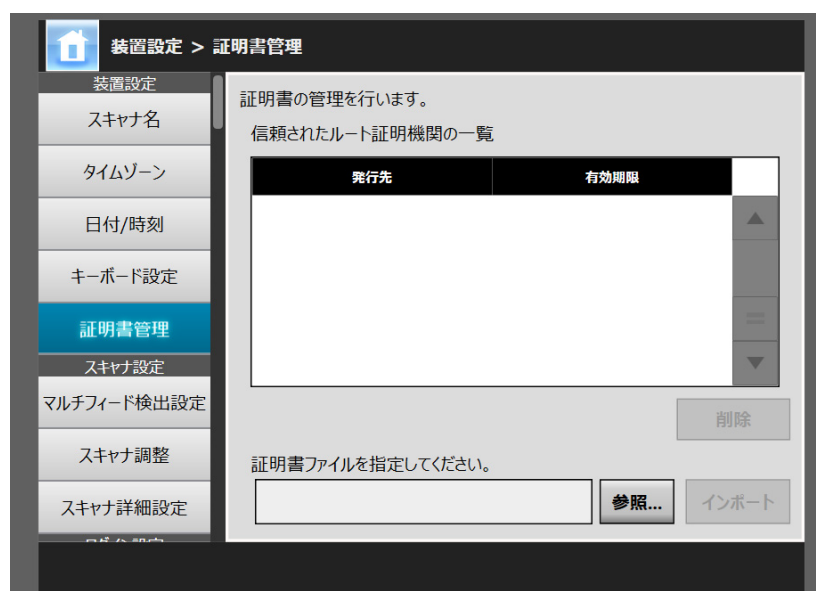 装置設定 > 証明書管理
装置設定
スキャナ名
タイムゾーン
日付/時刻
キーボード設定
証明書管理
スキャナ設定
マルチフィード検出設定
スキャナ調整
スキャナ詳細設定
証明書の管理を行います。
信頼されたルート証明機関の一覧
発行先 有効期限
削除
証明書ファイルを指定してください。
参照... インポート